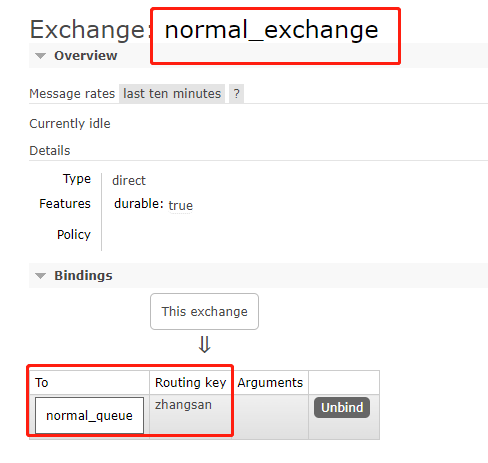 Exchange: normal_exchange
Overview
Message rates last ten minutes ?
Currently idle
Details
Type direct
Features durable: true
Policy
Bindings
This exchange
⇓
To Routing key Arguments
normal_queue zhangsan Unbind